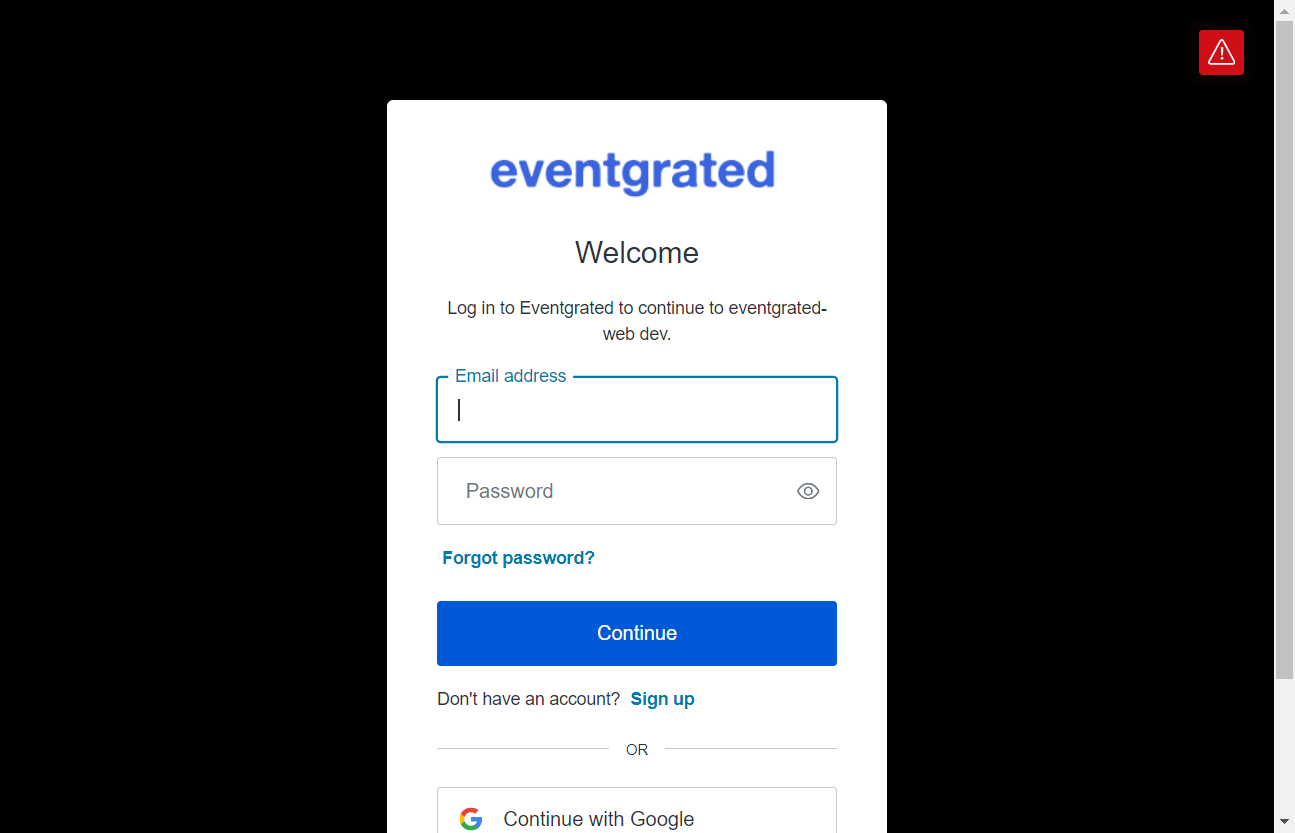 eventgrated
Welcome
Log in to Eventgrated to continue to eventgrated-
web dev.
Email address
Password
Forgot password?
Continue
Don't have an account? Sign up
OR
Continue with Google